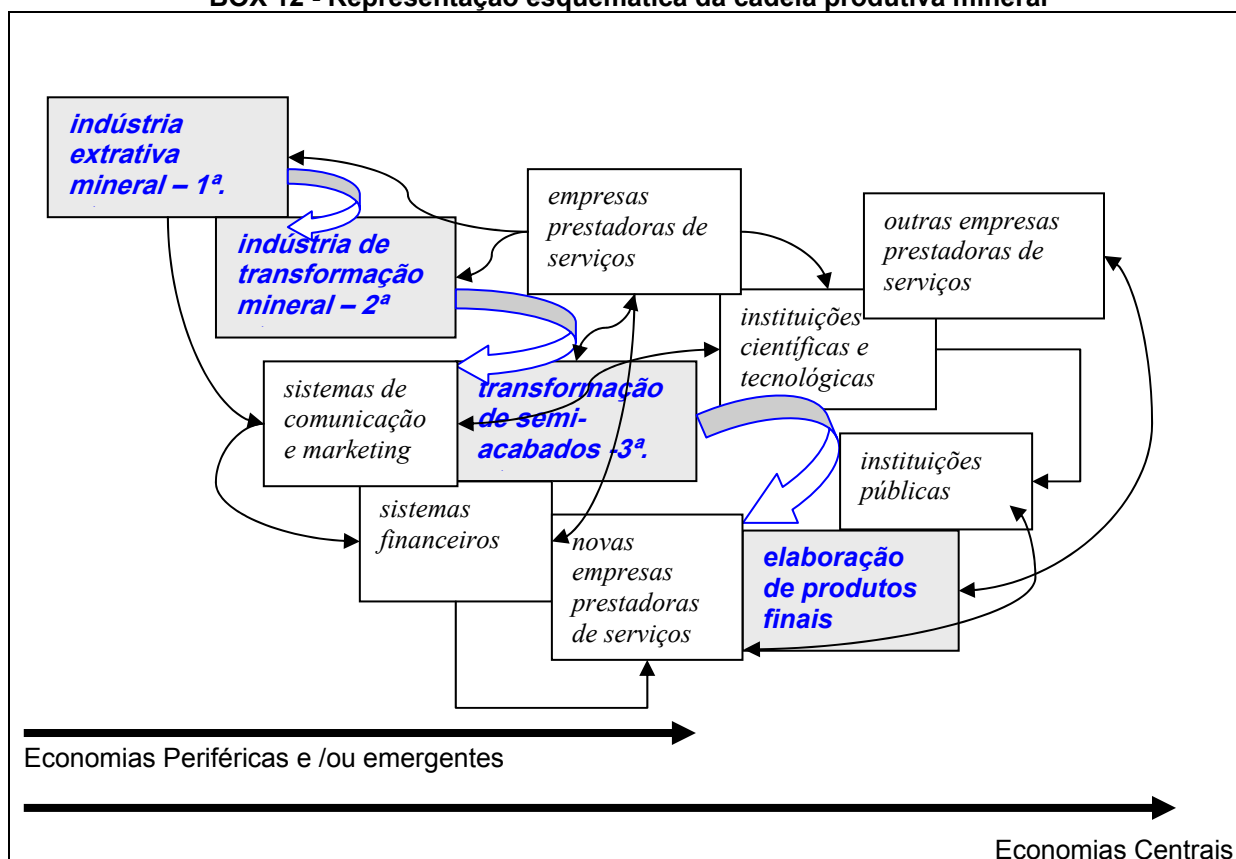 BOX 12 - Representação esquemática da cadeia produtiva mineral
indústria
extrativa
mineral – 1ª.
indústria de
transformação
mineral – 2ª
empresas
prestadoras de
serviços
outras empresas
prestadoras de
serviços
instituições
científicas e
tecnológicas
sistemas de
comunicação
e marketing
transformação
de semi-
acabados -3ª.
instituições
públicas
sistemas
financeiros
novas
empresas
prestadoras
de serviços
elaboração
de produtos
finais
Economias Periféricas e /ou emergentes
Economias Centrais